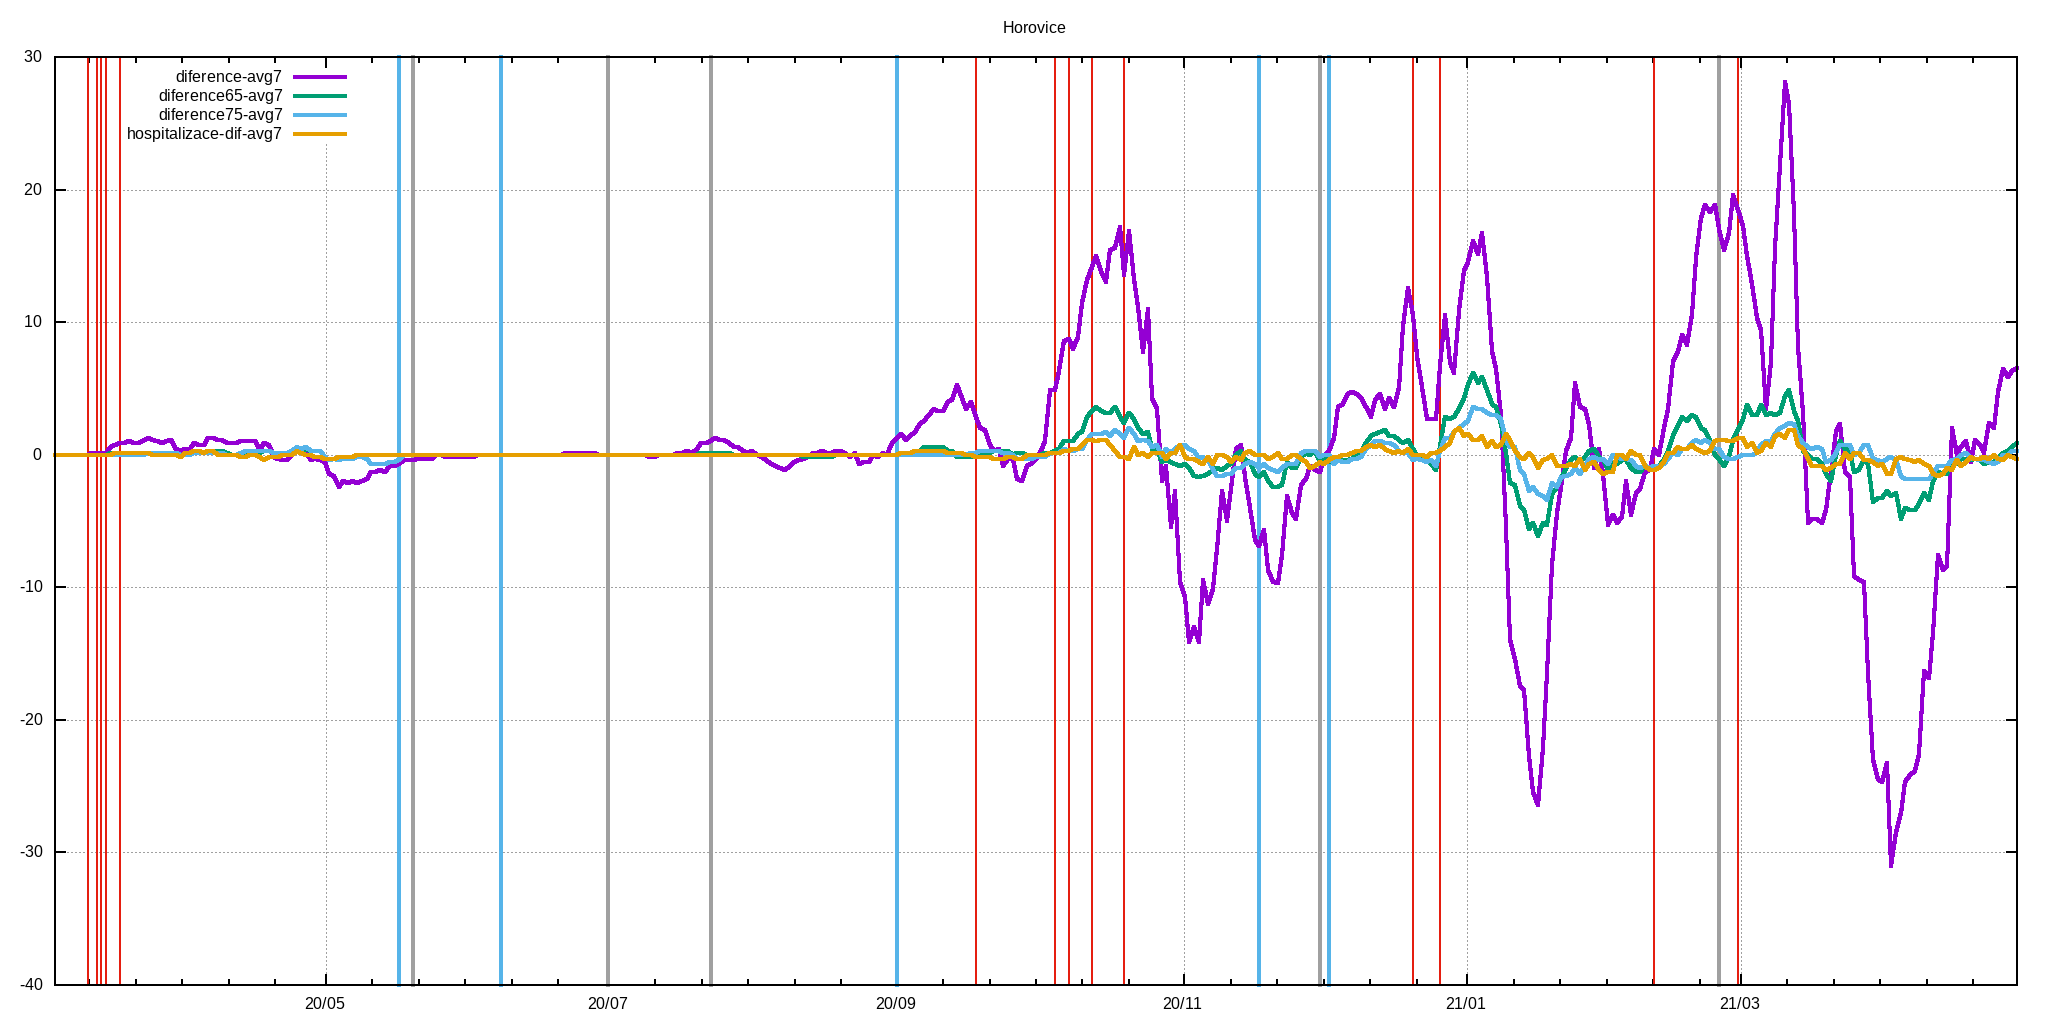 Horovice
30
diference-avg7
diference65-avg7
diference75-avg7
hospitalizace-dif-avg7
20
10
0
-10
-20
-30
-40
20/05 20/07 20/09 20/11 21/01 21/03